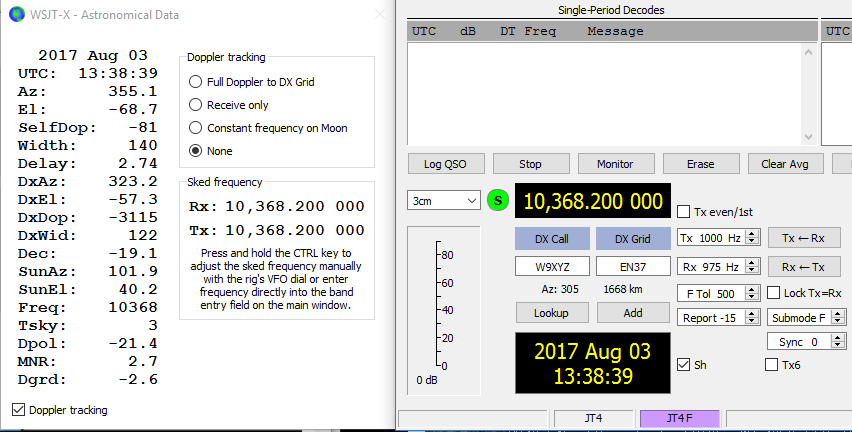 WSJT-X - Astronomical Data
2017 Aug 03
UTC: 13:38:39
Az: 355.1
El: -68.7
SelfDop: -81
Width: 140
Delay: 2.74
DxAz: 323.2
DxEl: -57.3
DxDop: -3115
DxWid: 122
Dec: -19.1
SunAz: 101.9
SunEl: 40.2
Freq: 10368
Tsky: 3
Dpol: -21.4
MNR: 2.7
Dgrd: -2.6
Doppler tracking
Doppler tracking
Full Doppler to DX Grid
Receive only
Constant frequency on Moon
None
Sked frequency
Rx: 10,368.200 000
Tx: 10,368.200 000
Press and hold the CTRL key to
adjust the sked frequency manually
with the rig's VFO dial or enter
frequency directly into the band
entry field on the main window.
Single-Period Decodes
UTC dB DT Freq Message
UTC
Log QSO Stop Monitor Erase Clear Avg
3cm S 10,368.200 000 Tx even/1st
DX Call DX Grid Tx 1000 Hz Tx ← Rx
W9XYZ EN37 Rx 975 Hz Rx ← Tx
Az: 305 1668 km F Tol 500 Lock Tx=Rx
Lookup Add Report -15 Submode F
Sync 0
2017 Aug 03
13:38:39
Sh Tx6
80
60
40
20
0
0 dB
JT4 JT4 F